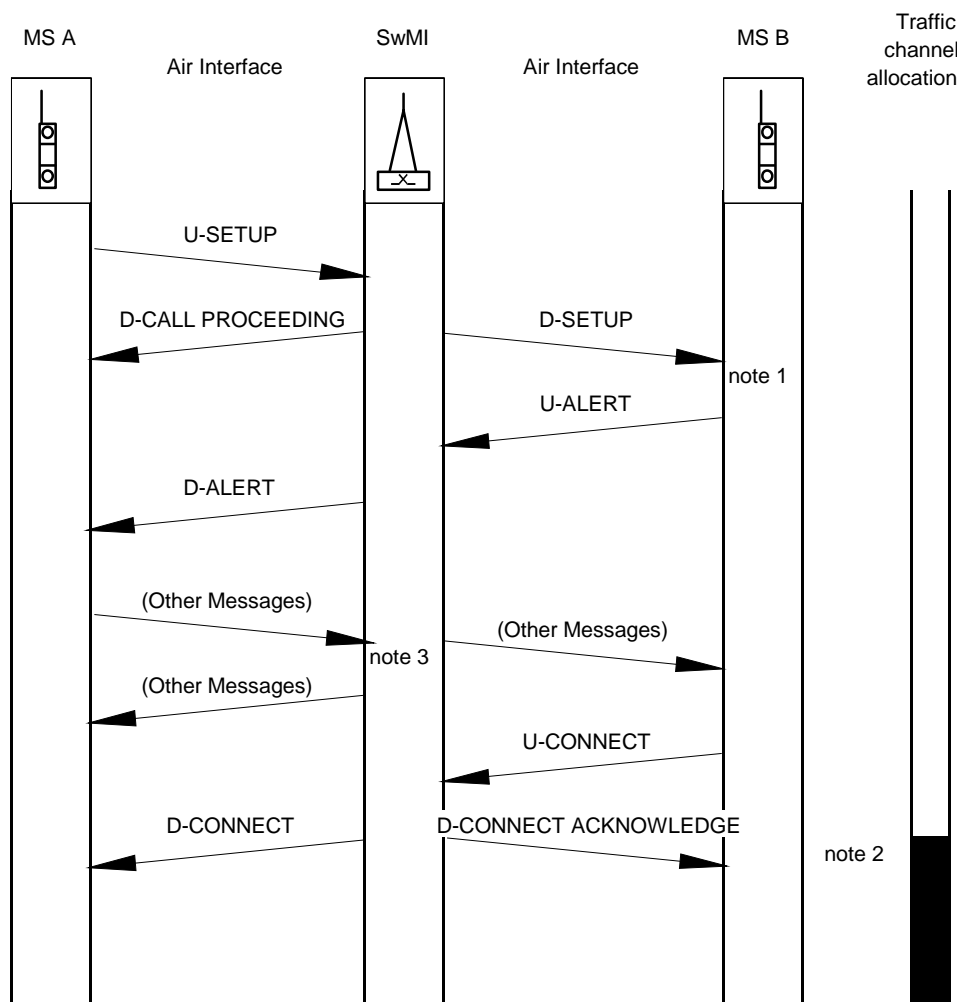 Traffic
channel
allocation
MS A
SwMI
MS B
Air Interface
Air Interface
U-SETUP
D-CALL PROCEEDING
D-SETUP
note 1
U-ALERT
D-ALERT
(Other Messages)
(Other Messages)
note 3
(Other Messages)
U-CONNECT
D-CONNECT
D-CONNECT ACKNOWLEDGE
note 2